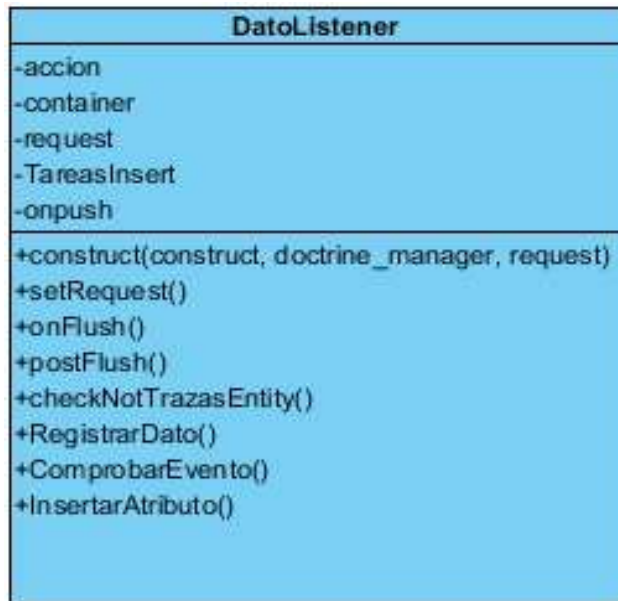 DatoListener
-accion
-container
-request
-TareasInsert
-onpush
+construct(construct, doctrine_manager, request)
+setRequest()
+onFlush()
+postFlush()
+checkNotTrazasEntity()
+RegistrarDato()
+ComprobarEvento()
+InsertarAtributo()